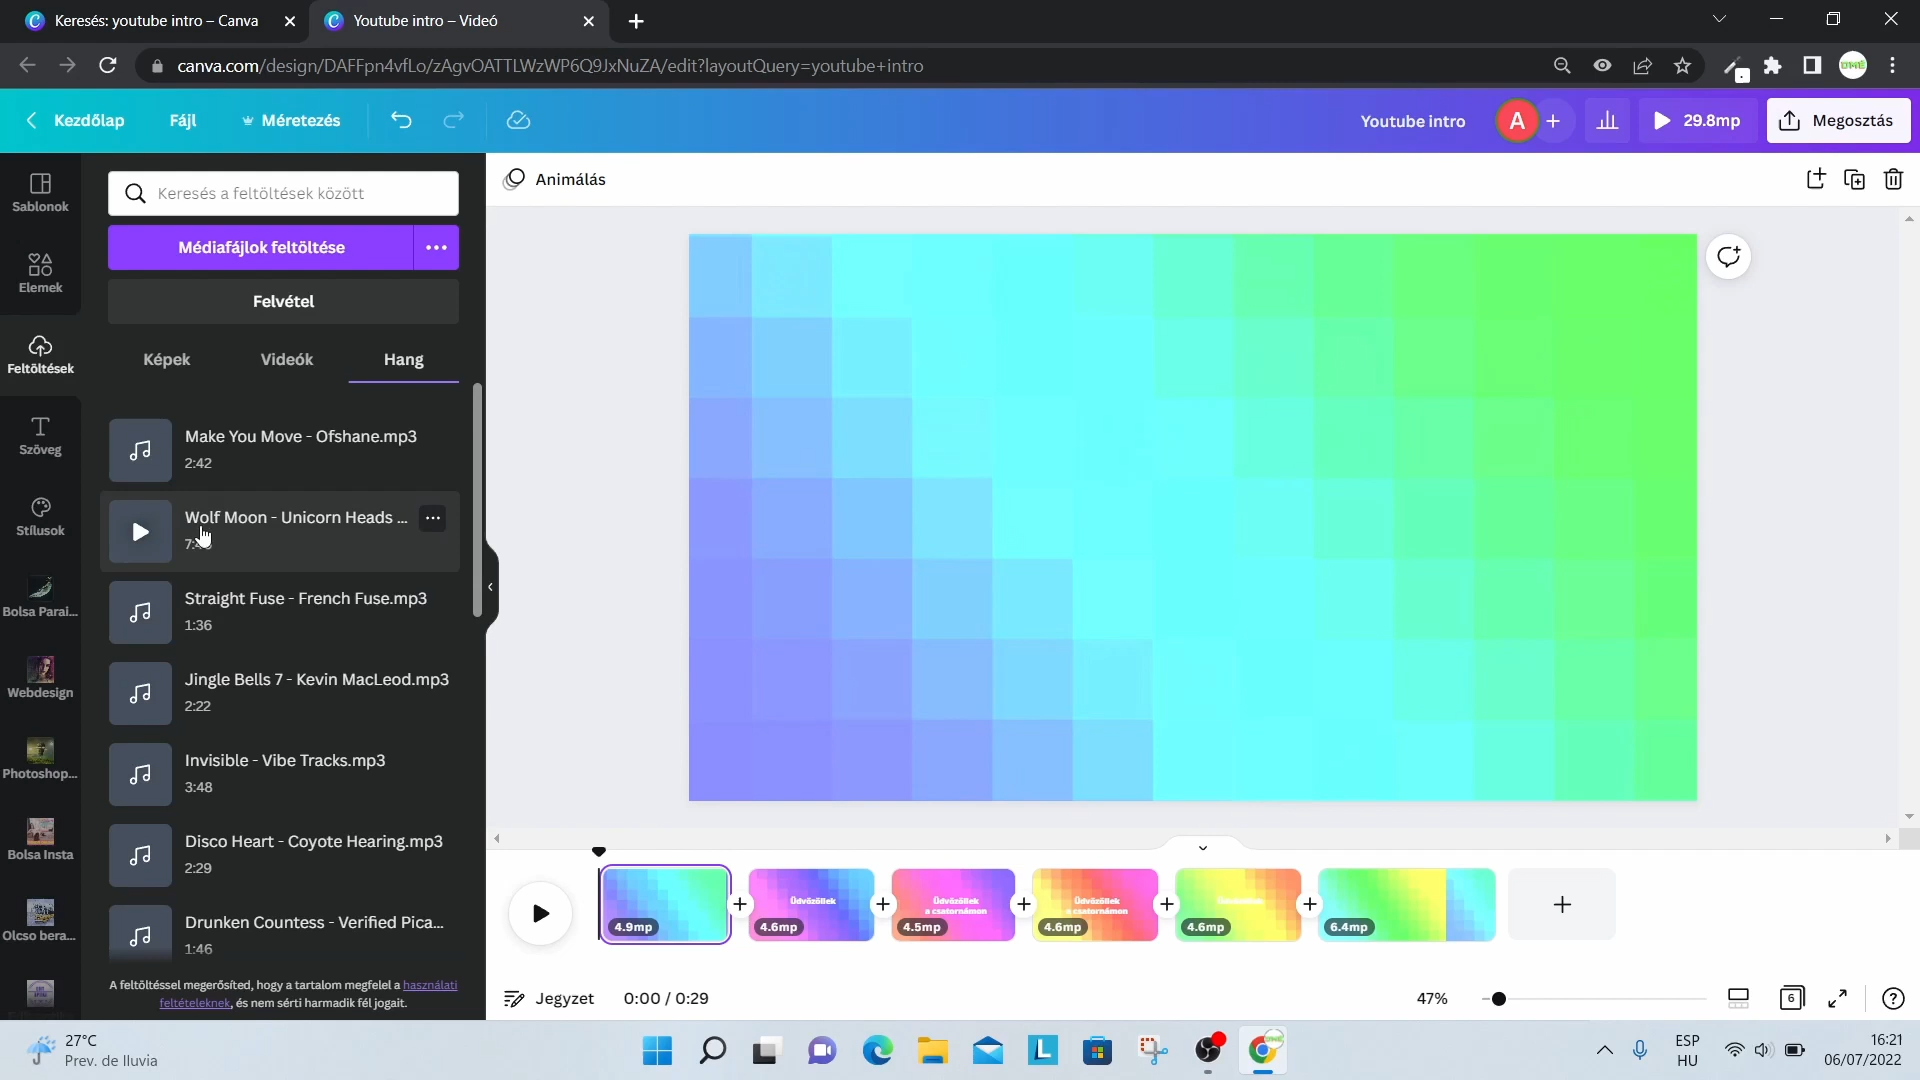 Keresés: youtube intro – Canva
Youtube intro – Videó
canva.com/design/DAFFpn4vfLo/zAgvOATTLWzWP6Q9JxNuZA/edit?layoutQuery=youtube+intro
Kezdőlap
Fájl
Méretezés
Youtube intro
A
29.8mp
Megosztás
Sablonok
Elemek
Feltöltések
Szöveg
Stílusok
Bolsa Parai...
Webdesign
Photoshop...
Bolsa Insta
Olcso bera...
Keresés a feltöltések között
Médiafájlok feltöltése
Felvétel
Képek
Videók
Hang
Make You Move - Ofshane.mp3
2:42
Wolf Moon - Unicorn Heads ...
Straight Fuse - French Fuse.mp3
1:36
Jingle Bells 7 - Kevin MacLeod.mp3
2:22
Invisible - Vibe Tracks.mp3
3:48
Disco Heart - Coyote Hearing.mp3
2:29
Drunken Countess - Verified Pica...
1:46
A feltöltéssel megerősíted, hogy a tartalom megfelel a használati
feltételeknek, és nem sérti harmadik fél jogait.
Animálás
4.9mp
Üdvözöllek
4.6mp
Üdvözöllek
a csatornámon
4.5mp
Üdvözöllek
a csatornámon
4.6mp
4.6mp
6.4mp
Jegyzet
0:00 / 0:29
47%
6
27°C
Prev. de lluvia
ESP
HU
16:21
06/07/2022